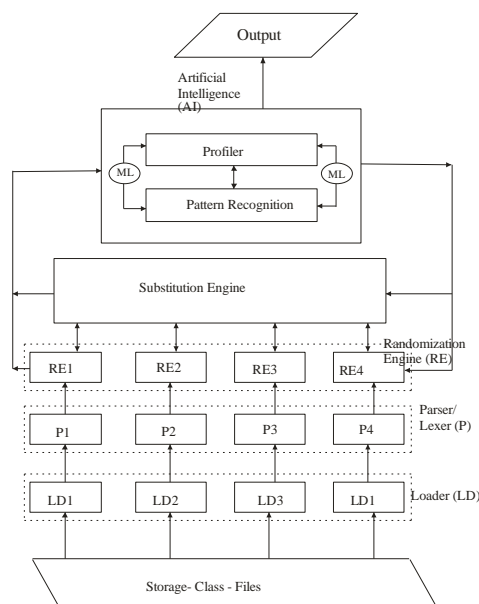 Output
Artificial
Intelligence
(AI)
Profiler
ML
ML
Pattern Recognition
Substitution Engine
Randomization
Engine (RE)
RE1
RE2
RE3
RE4
Parser/
Lexer (P)
P1
P2
P3
P4
LD1
LD2
LD3
LD1
Loader (LD)
Storage- Class - Files